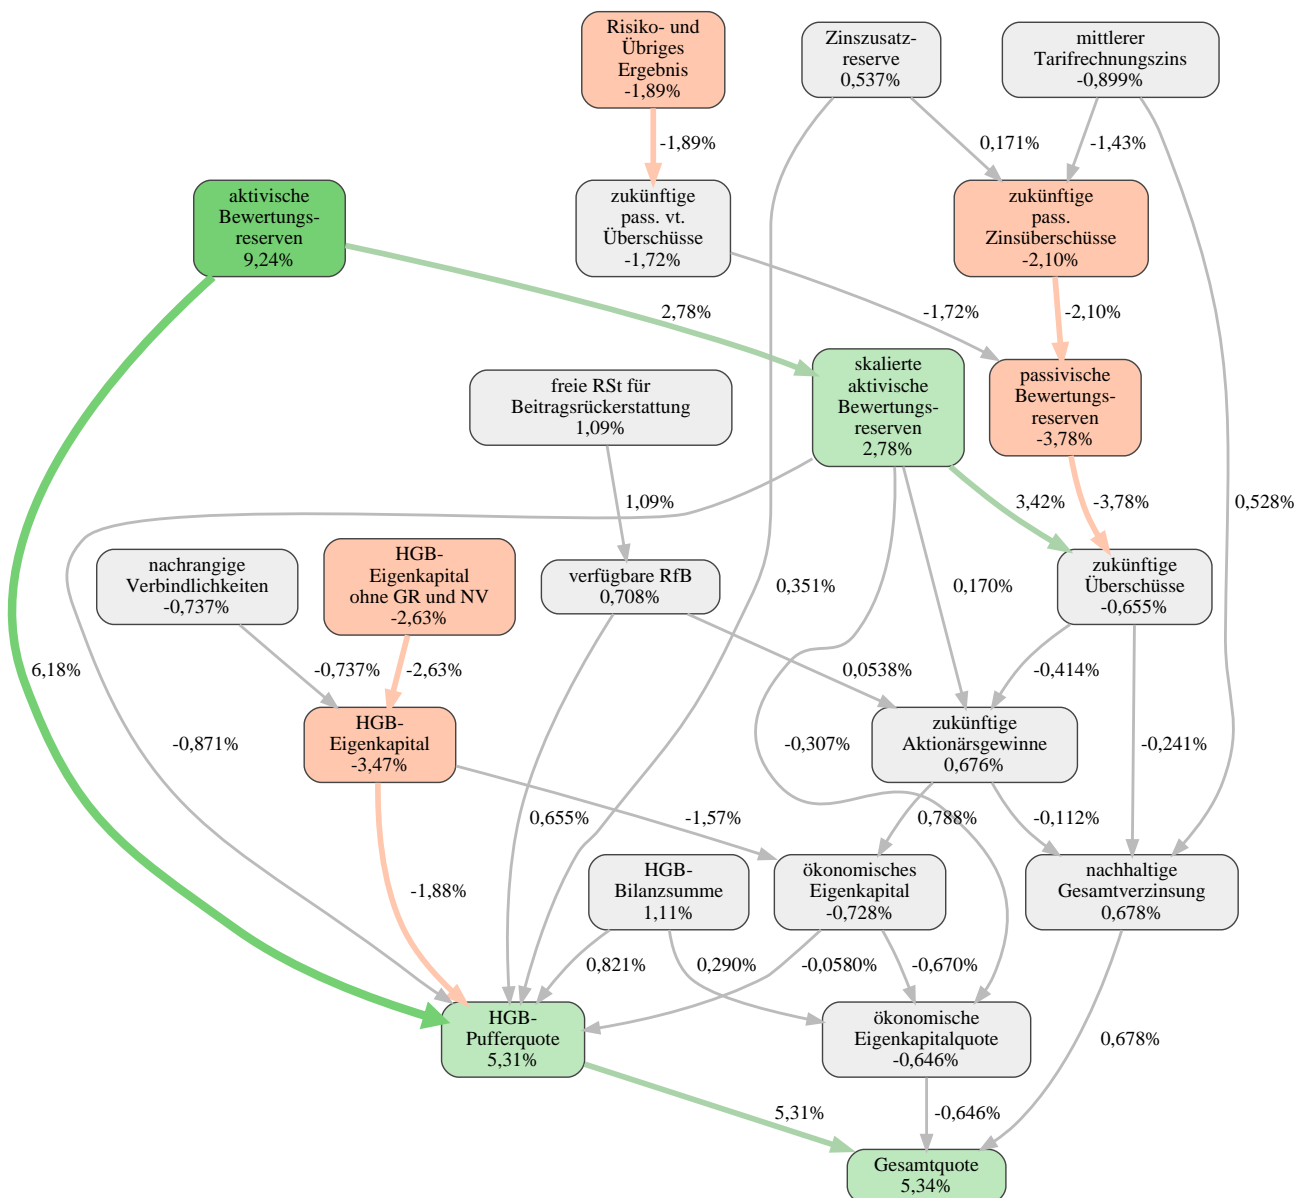 Risiko- und
Übriges
Ergebnis
-1,89%
Zinszusatz-
reserve
0,537%
mittlerer
Tarifrechnungszins
-0,899%
-1,89%
0,171%
-1,43%
aktivische
Bewertungs-
reserven
9,24%
zukünftige
pass. vt.
Überschüsse
-1,72%
zukünftige
pass.
Zinsüberschüsse
-2,10%
2,78%
-1,72%
-2,10%
freie RSt für
Beitragsrückerstattung
1,09%
skalierte
aktivische
Bewertungs-
reserven
2,78%
passivische
Bewertungs-
reserven
-3,78%
1,09%
3,42%
-3,78%
0,528%
nachrangige
Verbindlichkeiten
-0,737%
HGB-
Eigenkapital
ohne GR und NV
-2,63%
verfügbare RfB
0,708%
0,351%
0,170%
zukünftige
Überschüsse
-0,655%
6,18%
-0,737%
-2,63%
0,0538%
-0,414%
-0,871%
HGB-
Eigenkapital
-3,47%
-0,307%
zukünftige
Aktionärsgewinne
0,676%
-0,241%
0,655%
-1,57%
0,788%
-0,112%
-1,88%
HGB-
Bilanzsumme
1,11%
ökonomisches
Eigenkapital
-0,728%
nachhaltige
Gesamtverzinsung
0,678%
0,821%
0,290%
-0,0580%
-0,670%
HGB-
Pufferquote
5,31%
ökonomische
Eigenkapitalquote
-0,646%
0,678%
5,31%
-0,646%
Gesamtquote
5,34%